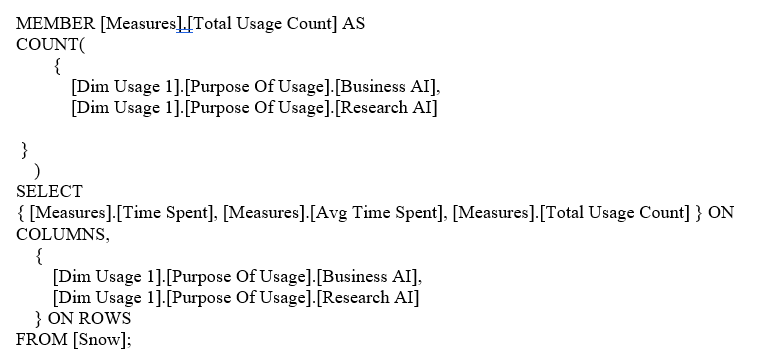 MEMBER [Measures].[Total Usage Count] AS
COUNT(
{
[Dim Usage 1].[Purpose Of Usage].[Business AI],
[Dim Usage 1].[Purpose Of Usage].[Research AI]
}
)
SELECT
{ [Measures].[Time Spent], [Measures].[Avg Time Spent], [Measures].[Total Usage Count] } ON
COLUMNS,
{
[Dim Usage 1].[Purpose Of Usage].[Business AI],
[Dim Usage 1].[Purpose Of Usage].[Research AI]
} ON ROWS
FROM [Snow];